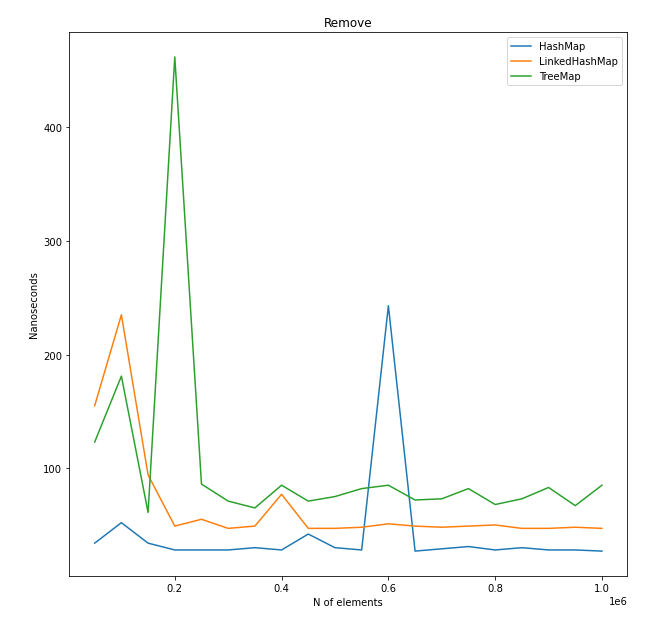 Remove
HashMap
LinkedHashMap
TreeMap
400
300
200
100
Nanoseconds
0.2
0.4
0.6
0.8
1.0
N of elements
1e6